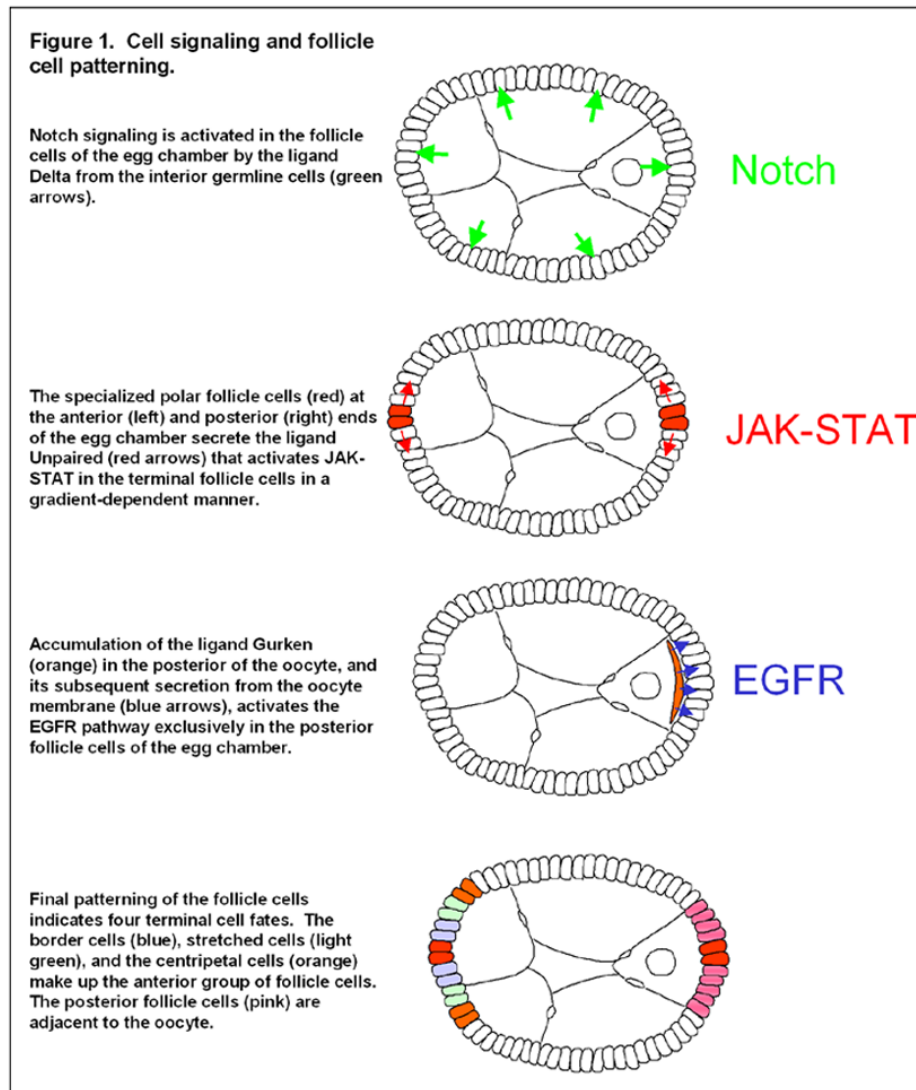 Figure 1. Cell signaling and follicle
cell patterning.
Notch signaling is activated in the follicle
cells of the egg chamber by the ligand
Delta from the interior germline cells (green
arrows).
Notch
The specialized polar follicle cells (red) at
the anterior (left) and posterior (right) ends
of the egg chamber secrete the ligand
Unpaired (red arrows) that activates JAK-
STAT in the terminal follicle cells in a
gradient-dependent manner.
JAK-STAT
Accumulation of the ligand Gurken
(orange) in the posterior of the oocyte, and
its subsequent secretion from the oocyte
membrane (blue arrows), activates the
EGFR pathway exclusively in the posterior
follicle cells of the egg chamber.
EGFR
Final patterning of the follicle cells
indicates four terminal cell fates. The
border cells (blue), stretched cells (light
green), and the centripetal cells (orange)
make up the anterior group of follicle cells.
The posterior follicle cells (pink) are
adjacent to the oocyte.